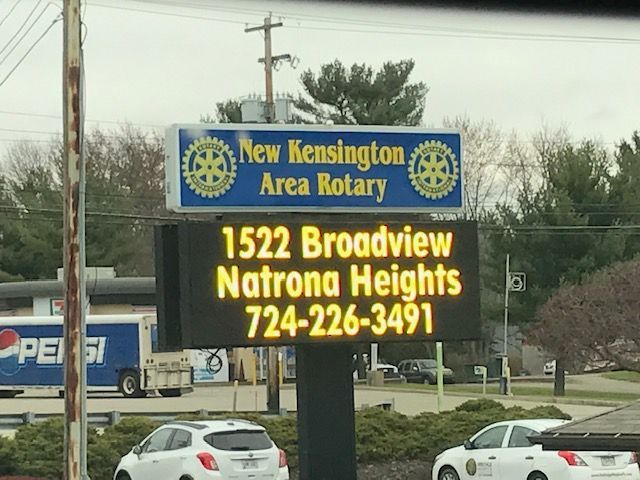 New Kensington
Area Rotary
1522 Broadview
Natrona Heights
724-226-3491
PEPSI